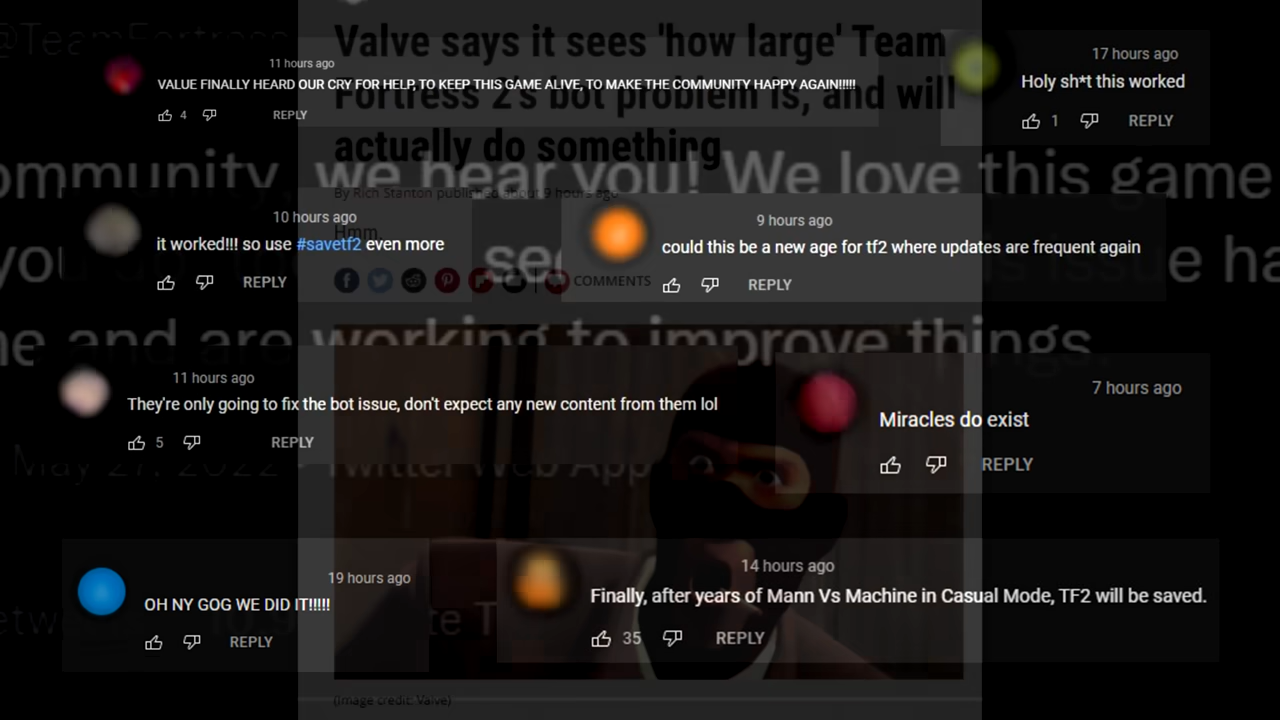 @TeamFortress
Valve says it sees 'how large' Team
Fortress 2's bot problem is, and will
actually do something
11 hours ago
VALUE FINALLY HEARD OUR CRY FOR HELP, TO KEEP THIS GAME ALIVE, TO MAKE THE COMMUNITY HAPPY AGAIN!!!!!
4 REPLY
17 hours ago
Holy sh*t this worked
1 REPLY
ommunity, we hear you! We love this game
By Rich Stanton published about 9 hours ago
Hmm.
10 hours ago
it worked!!! so use #savetf2 even more
REPLY
you
see
issue ha
9 hours ago
could this be a new age for tf2 where updates are frequent again
REPLY
COMMENTS
me and are working to improve things.
11 hours ago
They're only going to fix the bot issue, don't expect any new content from them lol
5 REPLY
7 hours ago
Miracles do exist
REPLY
May 27, 2022 · Twitter Web App
19 hours ago
OH NY GOG WE DID IT!!!!!
REPLY
14 hours ago
Finally, after years of Mann Vs Machine in Casual Mode, TF2 will be saved.
35 REPLY
(Image credit: Valve)